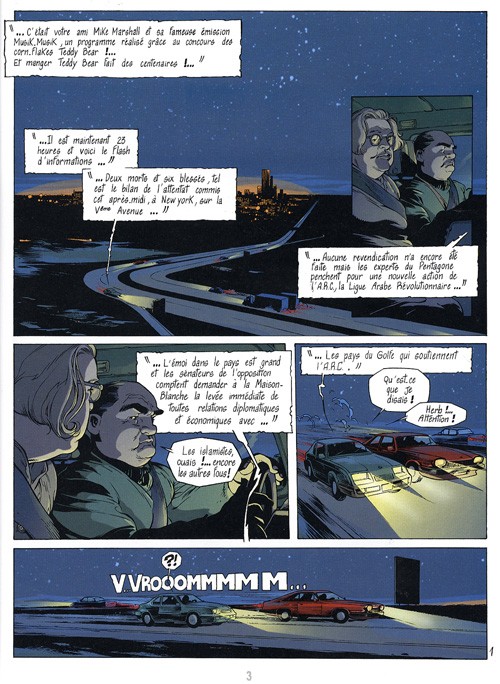 "... C'était votre ami Mike Marshall et sa fameuse émission
Musik.Musik, un programme réalisé grâce au concours des
corn.flakes Teddy Bear !...
Et manger Teddy Bear fait des centenaires !... "
"...Il est maintenant 23
heures et voici le flash
d'informations ... "
"... Deux morts et six blessés, tel
est le bilan de l'attentat commis
cet après.midi, à New york, sur la
Vème Avenue ... "
"... Aucune revendication n'a encore été
faite mais les experts du Pentagone
penchent pour une nouvelle action de
l'A.R.C, la Ligue Arabe Révolutionnaire ... "
"... L'émoi dans le pays est grand
et les sénateurs de l'opposition
comptent demander à la Maison-
Blanche la levée immédiate de
toutes relations diplomatiques
et économiques avec ... "
Les islamistes,
ouais !... encore
les autres fous !
"... Les pays du Golfe qui soutiennent
l'A.R.C. "
Qu'est.ce
que je
disais !
Herb !...
Attention !
?!
VVROOOMMMMM...
1
3